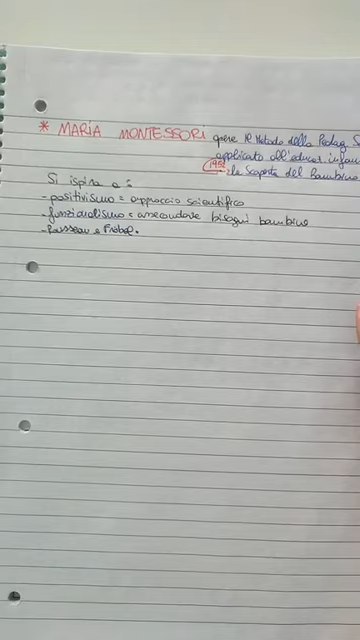 * MARIA MONTESSORI opere il Metodo della Pedag. S
applicato all'educaz. infan
1950 : la Scoperta del Bambino
Si ispira a :
- positivismo = approccio scientifico
- funzionalismo = assecondare bisogni bambino
- Rousseau e Frobel.